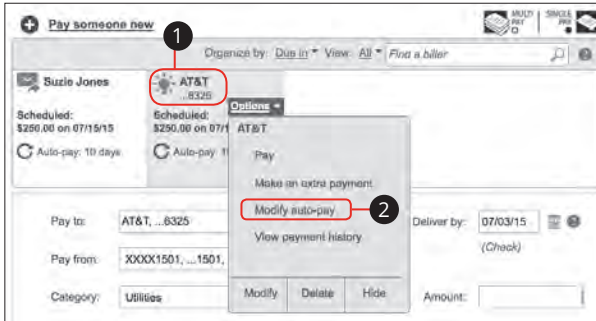 Pay someone new
MULTI PAY
SINGLE PAY
1
Organize by: Due in View: All Find a biller
Suzie Jones
AT&T
...6325
Scheduled:
$250.00 on 07/15/15
Scheduled:
$250.00 on 07/1
Options
Auto-pay: 10 days
Auto-pay
AT&T
Pay
Make an extra payment
Modify auto-pay
2
View payment history
Modify Delete Hide
Pay to: AT&T, ...6325
Deliver by: 07/03/15
(Check)
Pay from: XXXX1501, ...1501,
Category: Utilities
Amount: